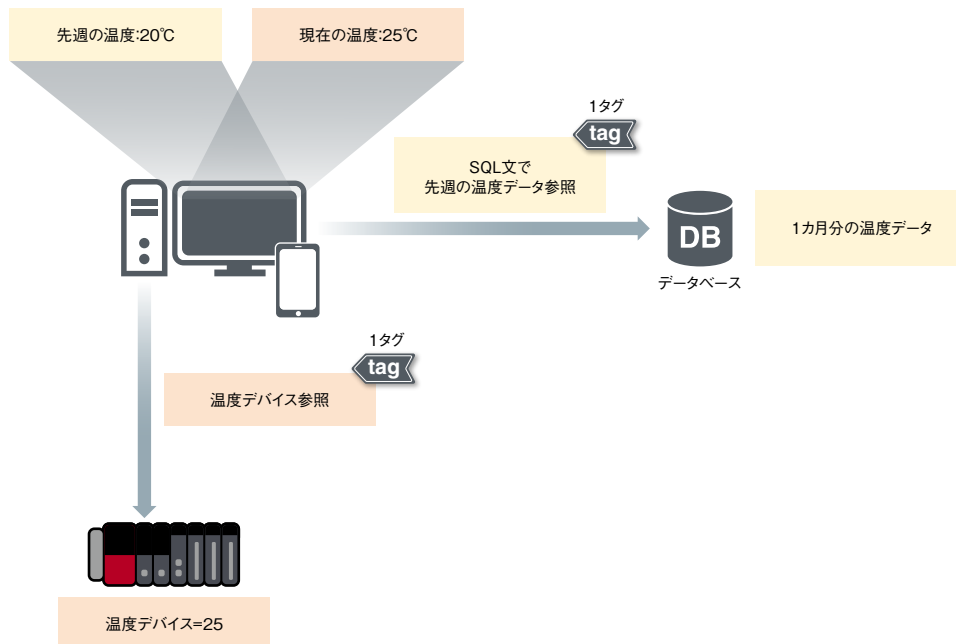 先週の温度:20℃
現在の温度:25℃
1タグ
tag
SQL文で
先週の温度データ参照
DB
データベース
1カ月分の温度データ
1タグ
tag
温度デバイス参照
温度デバイス=25